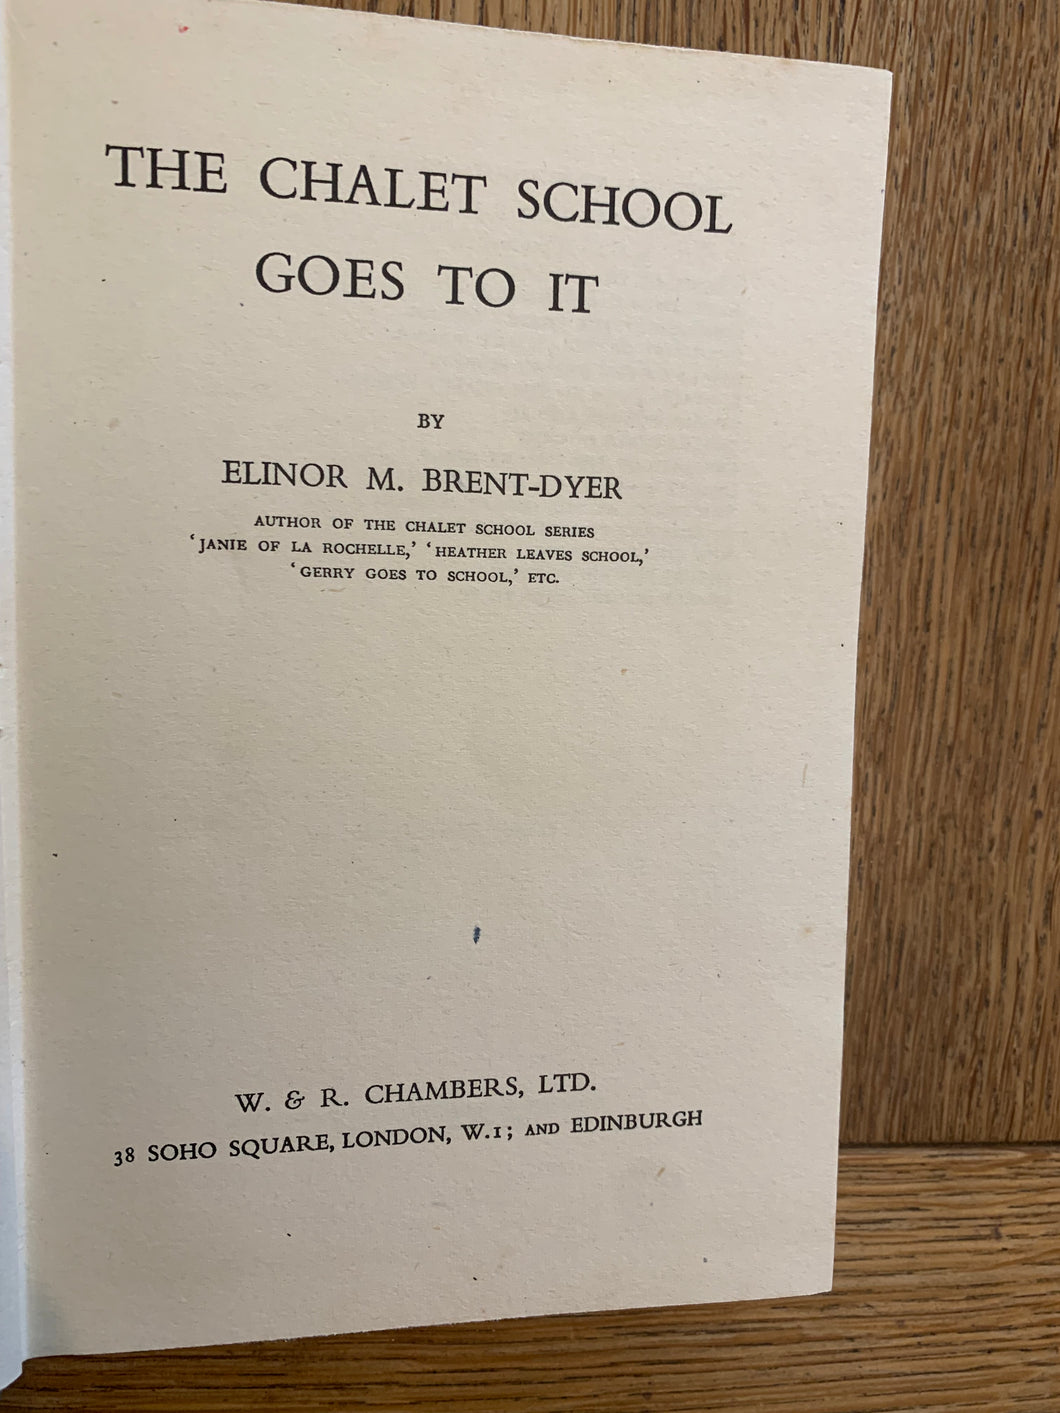 THE CHALET SCHOOL
GOES TO IT
BY
ELINOR M. BRENT-DYER
AUTHOR OF THE CHALET SCHOOL SERIES
‘JANIE OF LA ROCHELLE,’ ‘HEATHER LEAVES SCHOOL,’
‘GERRY GOES TO SCHOOL,’ ETC.
W. & R. CHAMBERS, LTD.
38 SOHO SQUARE, LONDON, W.1; AND EDINBURGH